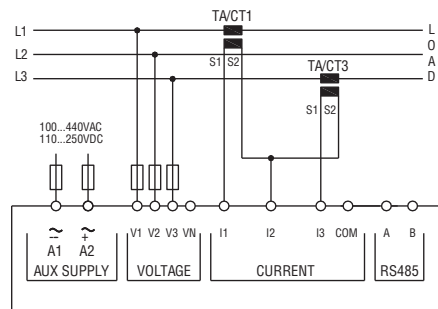 TA/CT1
L1 L
L2 O
TA/CT3 A
L3 S1 S2 D
S1 S2
100...440VAC
110...250VDC
V1 V2 V3 VN I1 I2 I3 COM A B
~ ~
-- +
A1 A2
AUX SUPPLY VOLTAGE CURRENT RS485